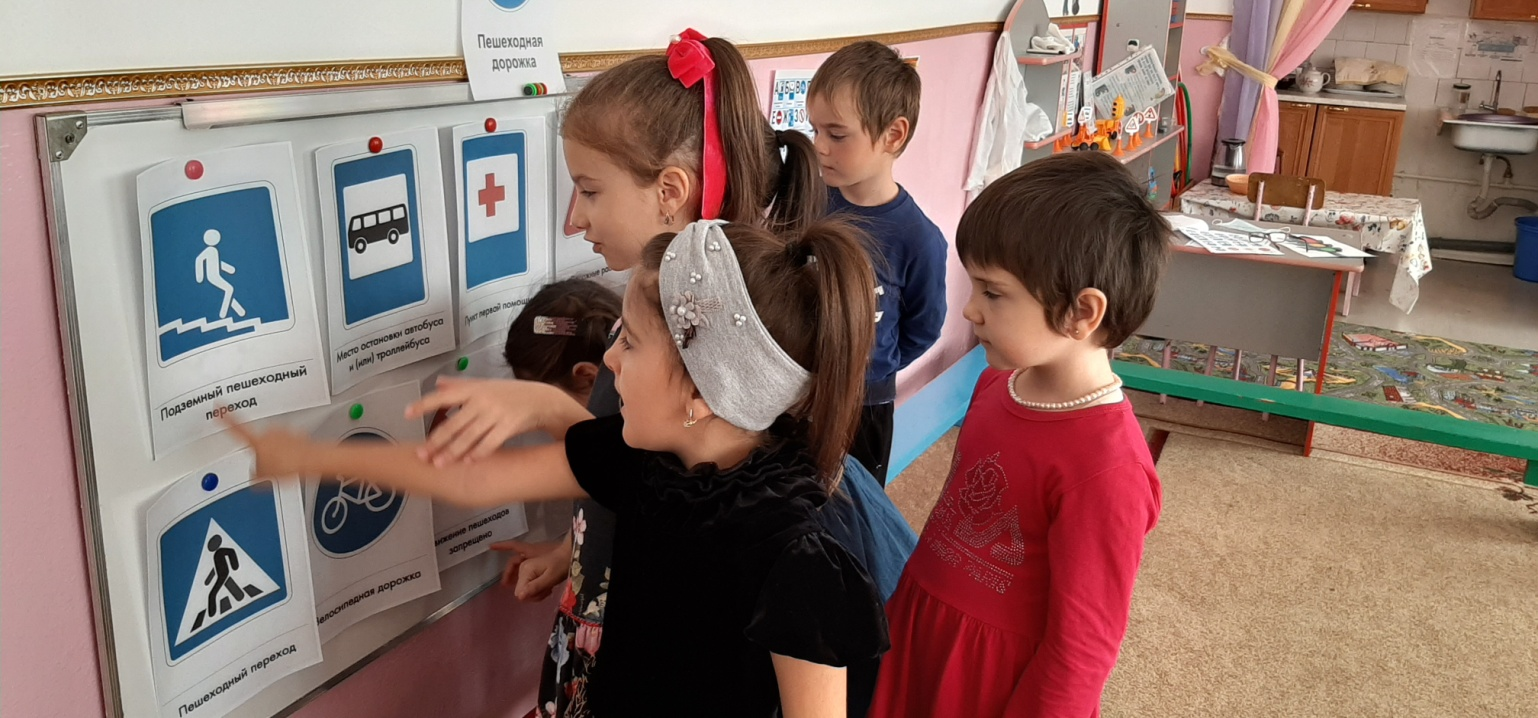 Пешеходная
дорожка
Подземный пешеходный
переход
Место остановки автобуса
и (или) троллейбуса
Пункт первой помощи
Пешеходный переход
Велосипедная дорожка
движение пешеходов
запрещено
PARIS